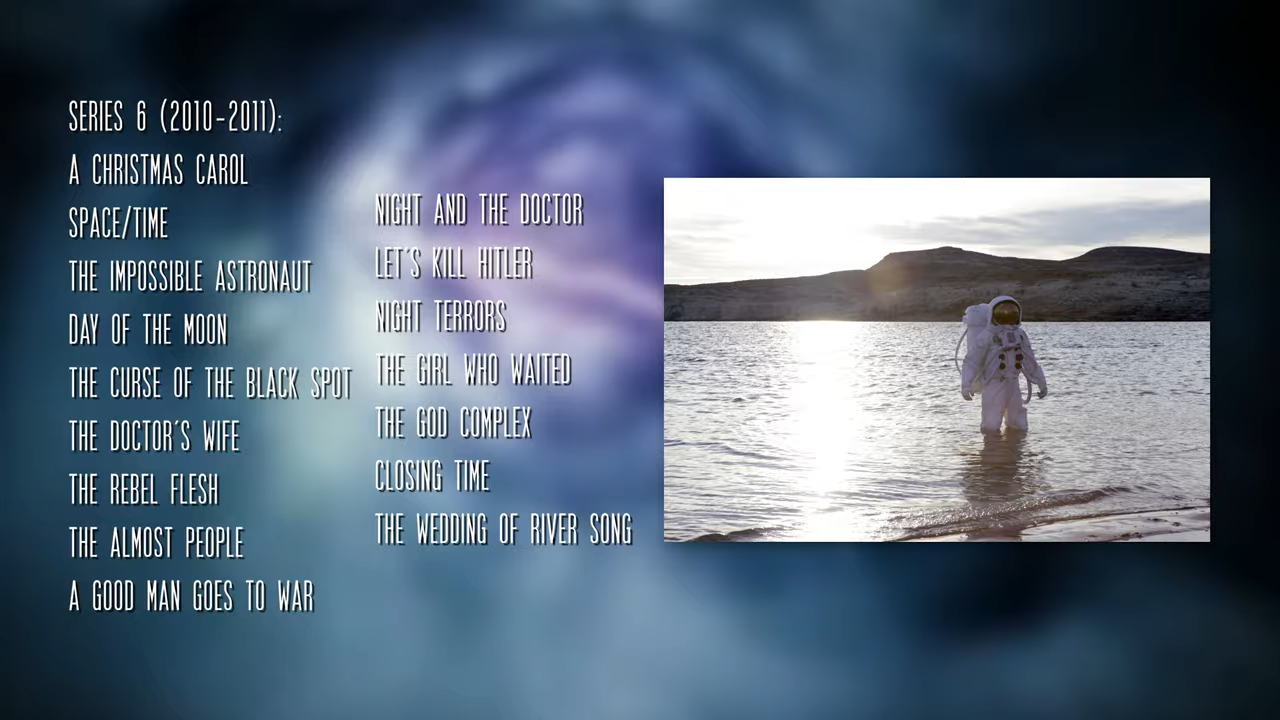 SERIES 6 (2010-2011):
A CHRISTMAS CAROL
SPACE/TIME
THE IMPOSSIBLE ASTRONAUT
DAY OF THE MOON
THE CURSE OF THE BLACK SPOT
THE DOCTOR'S WIFE
THE REBEL FLESH
THE ALMOST PEOPLE
A GOOD MAN GOES TO WAR
NIGHT AND THE DOCTOR
LET'S KILL HITLER
NIGHT TERRORS
THE GIRL WHO WAITED
THE GOD COMPLEX
CLOSING TIME
THE WEDDING OF RIVER SONG